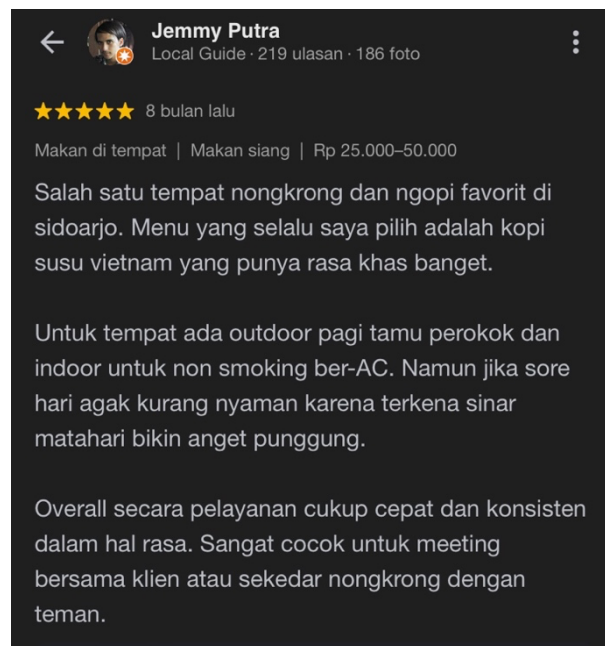 Jemmy Putra
Local Guide · 219 ulasan · 186 foto
8 bulan lalu
Makan di tempat | Makan siang | Rp 25.000–50.000
Salah satu tempat nongkrong dan ngopi favorit di
sidoarjo. Menu yang selalu saya pilih adalah kopi
susu vietnam yang punya rasa khas banget.
Untuk tempat ada outdoor pagi tamu perokok dan
indoor untuk non smoking ber-AC. Namun jika sore
hari agak kurang nyaman karena terkena sinar
matahari bikin anget punggung.
Overall secara pelayanan cukup cepat dan konsisten
dalam hal rasa. Sangat cocok untuk meeting
bersama klien atau sekedar nongkrong dengan
teman.